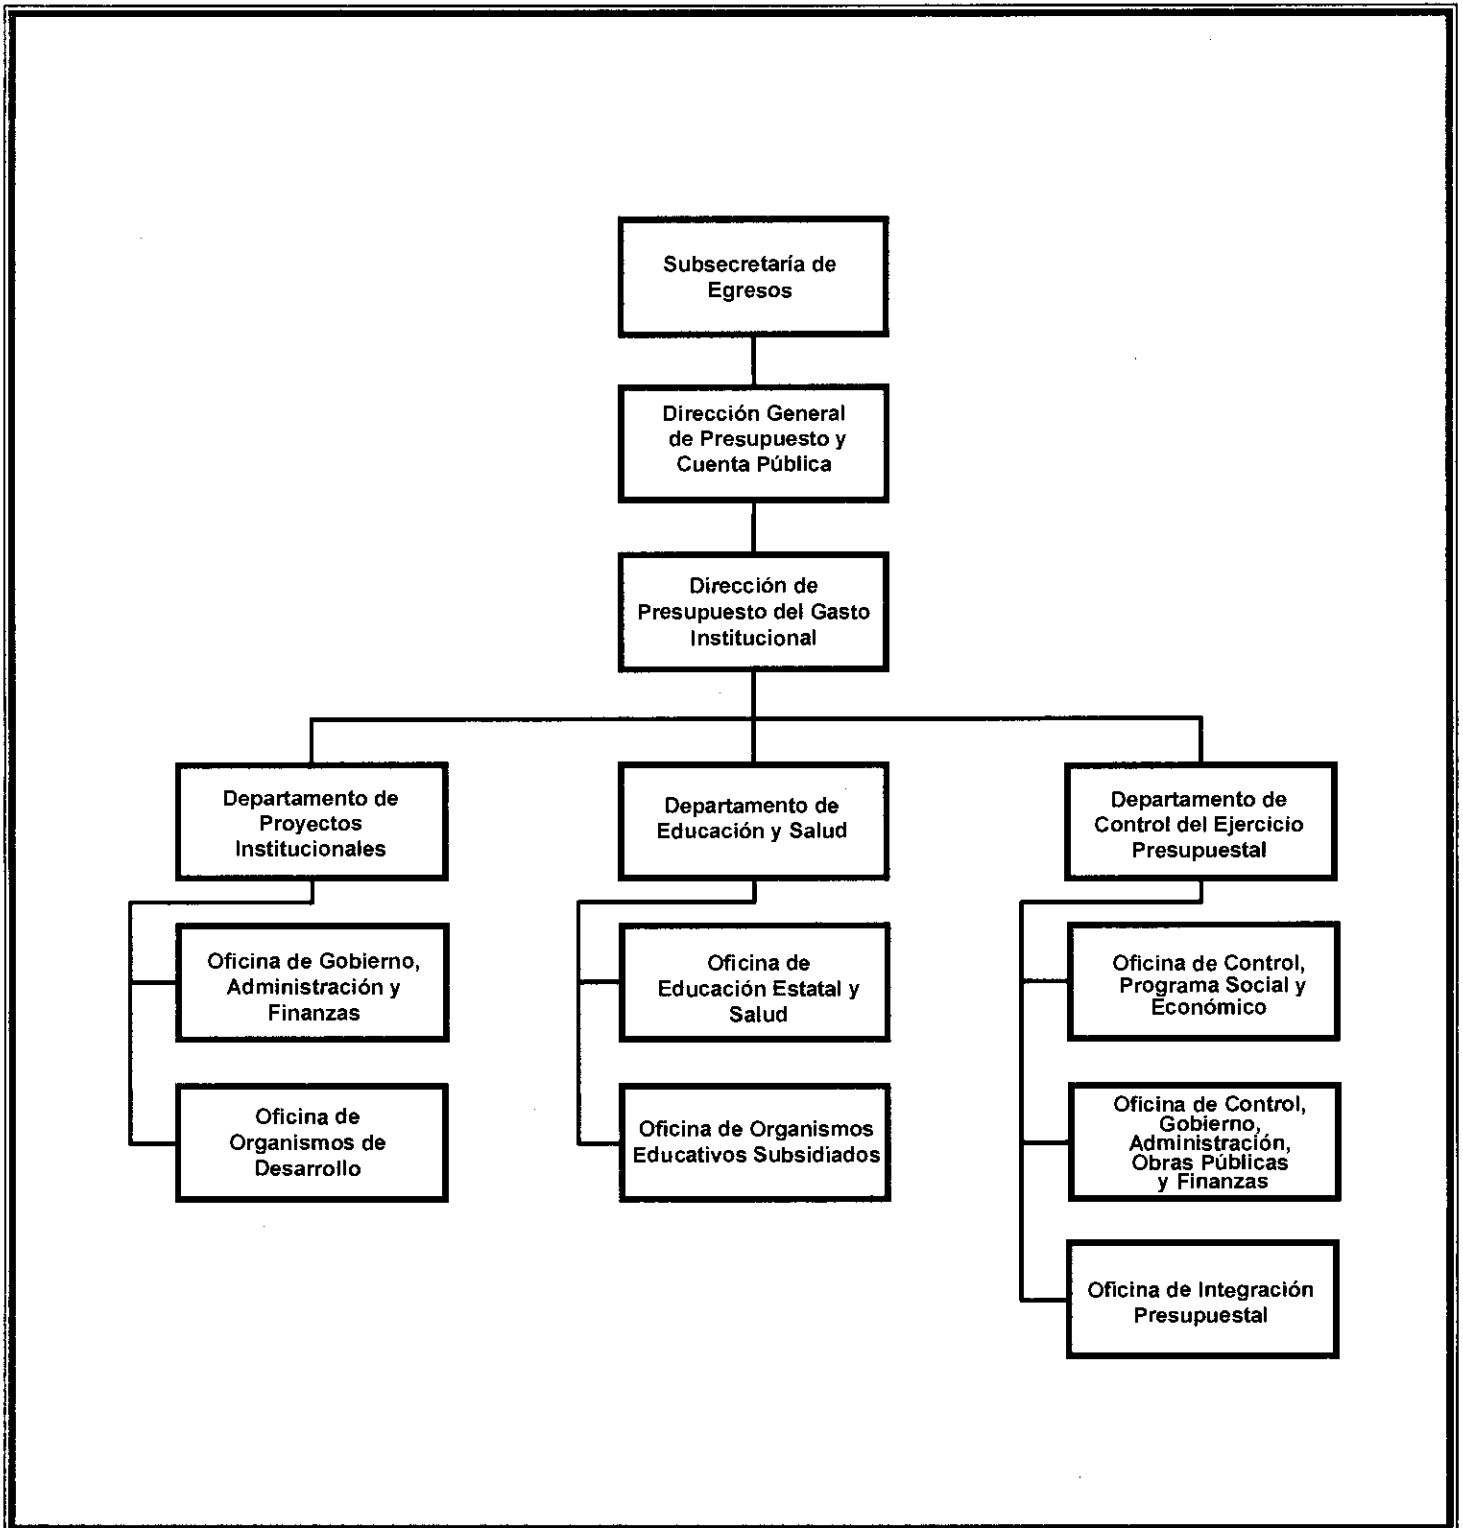 Subsecretaría de
Egresos
Dirección General
de Presupuesto y
Cuenta Pública
Dirección de
Presupuesto del Gasto
Institucional
Departamento de
Proyectos
Institucionales
Departamento de
Educación y Salud
Departamento de
Control del Ejercicio
Presupuestal
Oficina de Gobierno,
Administración y
Finanzas
Oficina de
Educación Estatal y
Salud
Oficina de Control,
Programa Social y
Económico
Oficina de
Organismos de
Desarrollo
Oficina de Organismos
Educativos Subsidiados
Oficina de Control,
Gobierno,
Administración,
Obras Públicas
y Finanzas
Oficina de Integración
Presupuestal